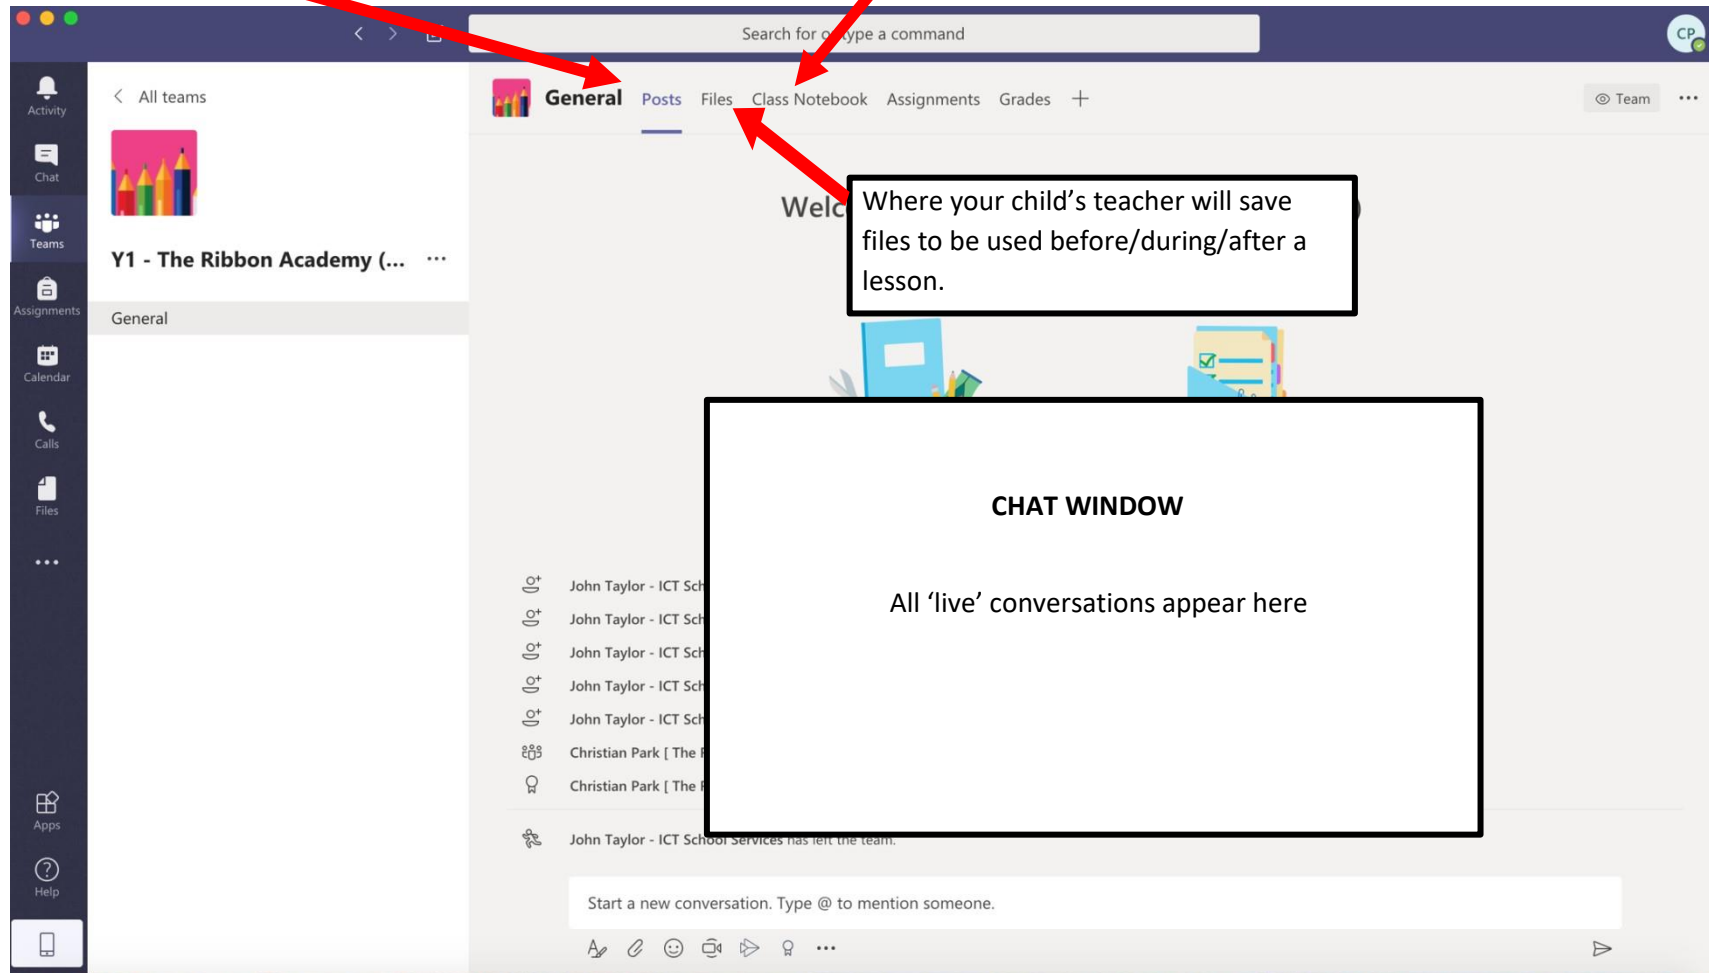 Search for or type a command
CP
Activity
Chat
Teams
Assignments
Calendar
Calls
Files
Apps
Help
All teams
Y1 - The Ribbon Academy (...
General
General Posts Files Class Notebook Assignments Grades
Team
Welc
Where your child’s teacher will save
files to be used before/during/after a
lesson.
CHAT WINDOW
All ‘live’ conversations appear here
John Taylor - ICT Sch
John Taylor - ICT Sch
John Taylor - ICT Sch
John Taylor - ICT Sch
John Taylor - ICT Sch
Christian Park [ The
Christian Park [ The
John Taylor - ICT School Services has left the team.
Start a new conversation. Type @ to mention someone.